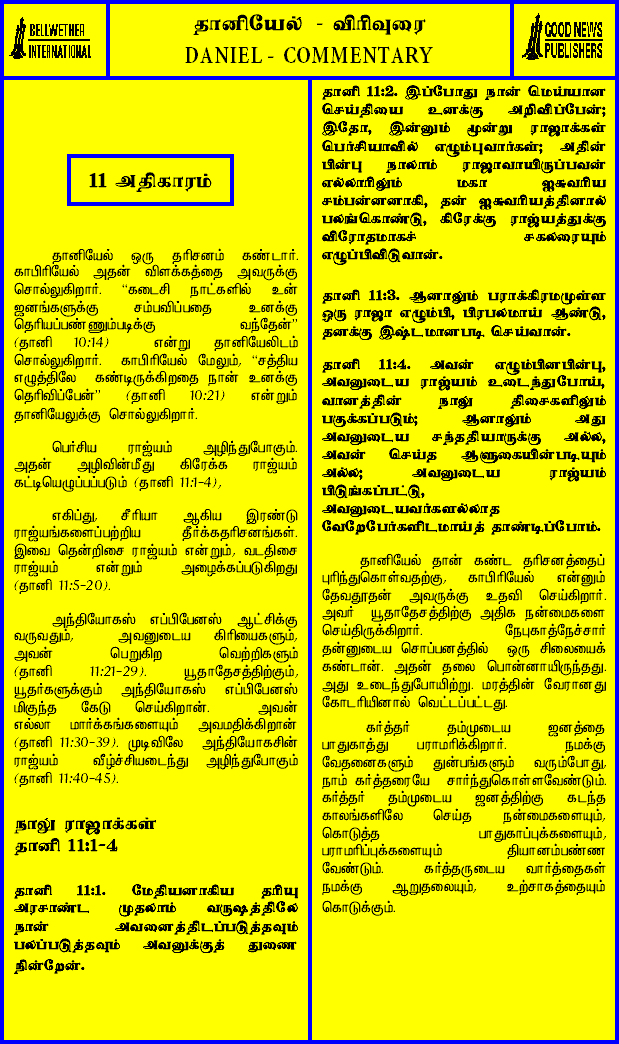 BELLWETHER
INTERNATIONAL
தானியேல் - விரிவுரை
DANIEL - COMMENTARY
GOOD NEWS
PUBLISHERS
11 அதிகாரம்
தானியேல் ஒரு தரிசனம் கண்டார்.
காபிரியேல் அதன் விளக்கத்தை அவருக்கு
சொல்லுகிறார். “கடைசி நாட்களில் உன்
ஜனங்களுக்கு சம்பவிப்பதை உனக்கு
தெரியப்பண்ணும்படிக்கு வந்தேன்”
(தானி 10:14) என்று தானியேலிடம்
சொல்லுகிறார். காபிரியேல் மேலும், “சத்திய
எழுத்திலே கண்டிருக்கிறதை நான் உனக்கு
தெரிவிப்பேன்” (தானி 10:21) என்றும்
தானியேலுக்கு சொல்லுகிறார்.
பெர்சிய ராஜ்யம் அழிந்துபோகும்.
அதன் அழிவின்மீது கிரேக்க ராஜ்யம்
கட்டியெழுப்பப்படும் (தானி 11:1-4),
எகிப்து, சீரியா ஆகிய இரண்டு
ராஜ்யங்களைப்பற்றிய தீர்க்கதரிசனங்கள்.
இவை தென்றிசை ராஜ்யம் என்றும், வடதிசை
ராஜ்யம் என்றும் அழைக்கப்படுகிறது
(தானி 11:5-20).
அந்தியோகஸ் எப்பிபேனஸ் ஆட்சிக்கு
வருவதும், அவனுடைய கிரியைகளும்,
அவன் பெறுகிற வெற்றிகளும்
(தானி 11:21-29). யூதாதேசத்திற்கும்,
யூதர்களுக்கும் அந்தியோகஸ் எப்பிபேனஸ்
மிகுந்த கேடு செய்கிறான். அவன்
எல்லா மார்க்கங்களையும் அவமதிக்கிறான்
(தானி 11:30-39). முடிவிலே அந்தியோகசின்
ராஜ்யம் வீழ்ச்சியடைந்து அழிந்துபோகும்
(தானி 11:40-45).
நாலு ராஜாக்கள்
தானி 11:1-4
தானி 11:1. மேதியனாகிய தரியு
அரசாண்ட முதலாம் வருஷத்திலே
நான் அவனைத்திடப்படுத்தவும்
பலப்படுத்தவும் அவனுக்குத் துணை
நின்றேன்.
தானி 11:2. இப்போது நான் மெய்யான
செய்தியை உனக்கு அறிவிப்பேன்;
இதோ, இன்னும் மூன்று ராஜாக்கள்
பெர்சியாவில் எழும்புவார்கள்; அதின்
பின்பு நாலாம் ராஜாவாயிருப்பவன்
எல்லாரிலும் மகா ஐசுவரிய
சம்பன்னனாகி, தன் ஐசுவரியத்தினால்
பலங்கொண்டு, கிரேக்கு ராஜ்யத்துக்கு
விரோதமாகச் சகலரையும்
எழுப்பிவிடுவான்.
தானி 11:3. ஆனாலும் பராக்கிரமமுள்ள
ஒரு ராஜா எழும்பி, பிரபலமாய் ஆண்டு,
தனக்கு இஷ்டமானபடி செய்வான்.
தானி 11:4. அவன் எழும்பினபின்பு,
அவனுடைய ராஜ்யம் உடைந்துபோய்,
வானத்தின் நாலு திசைகளிலும்
பகுக்கப்படும்; ஆனாலும் அது
அவனுடைய சந்ததியாருக்கு அல்ல,
அவன் செய்த ஆளுகையின்படியும்
அல்ல; அவனுடைய ராஜ்யம்
பிடுங்கப்பட்டு,
அவனுடையவர்களல்லாத
வேறேபேர்களிடமாய்த் தாண்டிப்போம்.
தானியேல் தான் கண்ட தரிசனத்தைப்
புரிந்துகொள்வதற்கு, காபிரியேல் என்னும்
தேவதூதன் அவருக்கு உதவி செய்கிறார்.
அவர் யூதாதேசத்திற்கு அதிக நன்மைகளை
செய்திருக்கிறார். நேபுகாத்நேச்சார்
தன்னுடைய சொப்பனத்தில் ஒரு சிலையைக்
கண்டான். அதன் தலை பொன்னாயிருந்தது.
அது உடைந்துபோயிற்று. மரத்தின் வேரானது
கோடரியினால் வெட்டப்பட்டது.
கர்த்தர் தம்முடைய ஜனத்தை
பாதுகாத்து பராமரிக்கிறார். நமக்கு
வேதனைகளும் துன்பங்களும் வரும்போது,
நாம் கர்த்தரையே சார்ந்துகொள்ளவேண்டும்.
கர்த்தர் தம்முடைய ஜனத்திற்கு கடந்த
காலங்களிலே செய்த நன்மைகளையும்,
கொடுத்த பாதுகாப்புக்களையும்,
பராமரிப்புக்களையும் தியானம்பண்ண
வேண்டும். கர்த்தருடைய வார்த்தைகள்
நமக்கு ஆறுதலையும், உற்சாகத்தையும்
கொடுக்கும்.